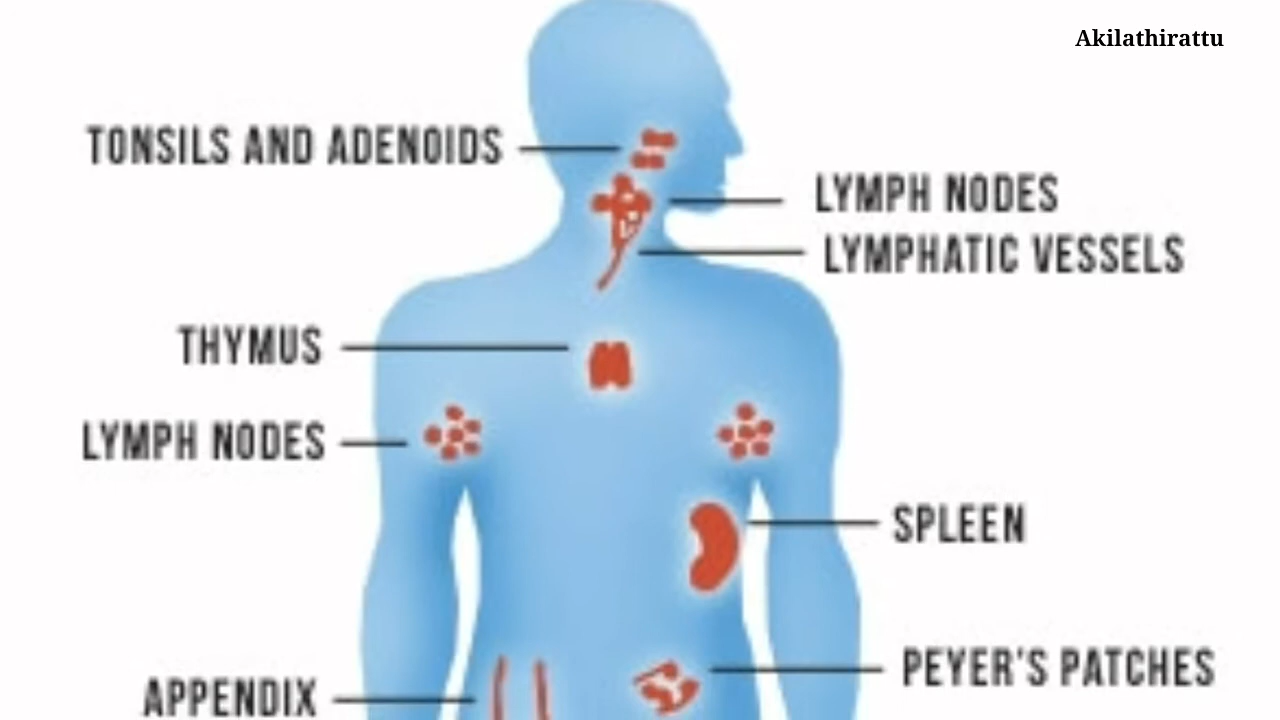 Akilathirattu
TONSILS AND ADENOIDS
LYMPH NODES
LYMPHATIC VESSELS
THYMUS
LYMPH NODES
SPLEEN
PEYER'S PATCHES
APPENDIX